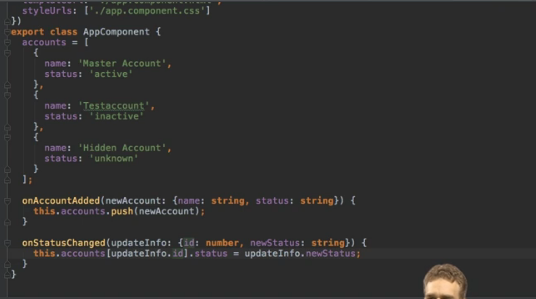 styleUrls: ['./app.component.css']
})
export class AppComponent {
accounts = [
{
name: 'Master Account',
status: 'active'
},
{
name: 'Testaccount',
status: 'inactive'
},
{
name: 'Hidden Account',
status: 'unknown'
}
];
onAccountAdded(newAccount: {name: string, status: string}) {
this.accounts.push(newAccount);
}
onStatusChanged(updateInfo: {id: number, newStatus: string}) {
this.accounts[updateInfo.id].status = updateInfo.newStatus;
}
}